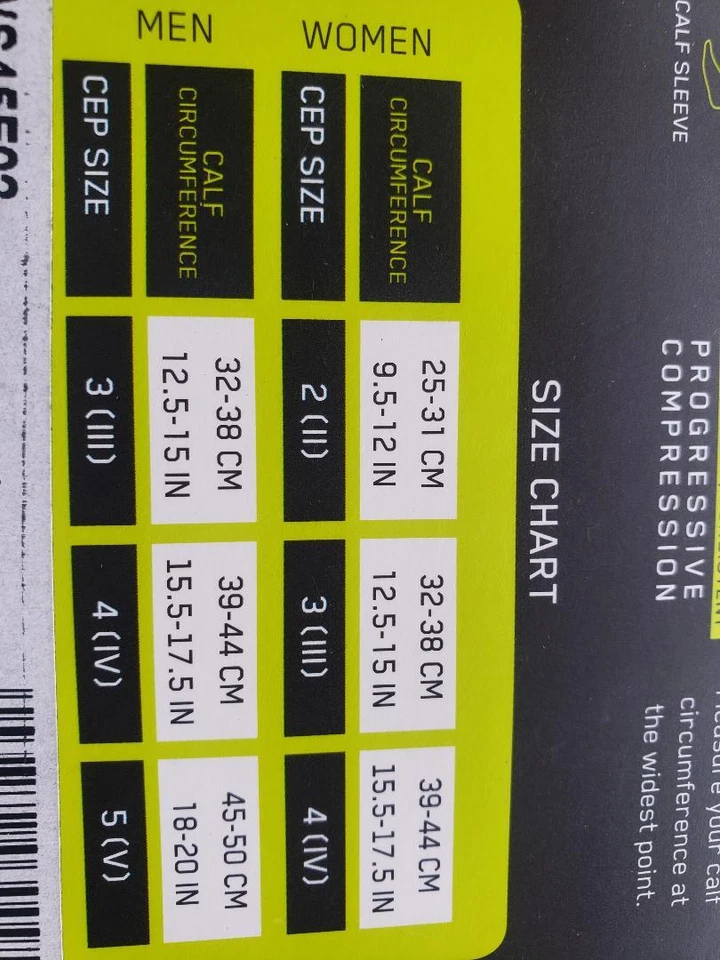 CALF SLEEVE
PROGRESSIVE
COMPRESSION
your calf
circumference at
the widest point.
SIZE CHART
WOMEN
CALF
CIRCUMFERENCE
25-31 CM
9.5-12 IN
32-38 CM
12.5-15 IN
39-44 CM
15.5-17.5 IN
CEP SIZE
2 (II)
3 (III)
4 (IV)
MEN
CALF
CIRCUMFERENCE
32-38 CM
12.5-15 IN
39-44 CM
15.5-17.5 IN
45-50 CM
18-20 IN
CEP SIZE
3 (III)
4 (IV)
5 (V)